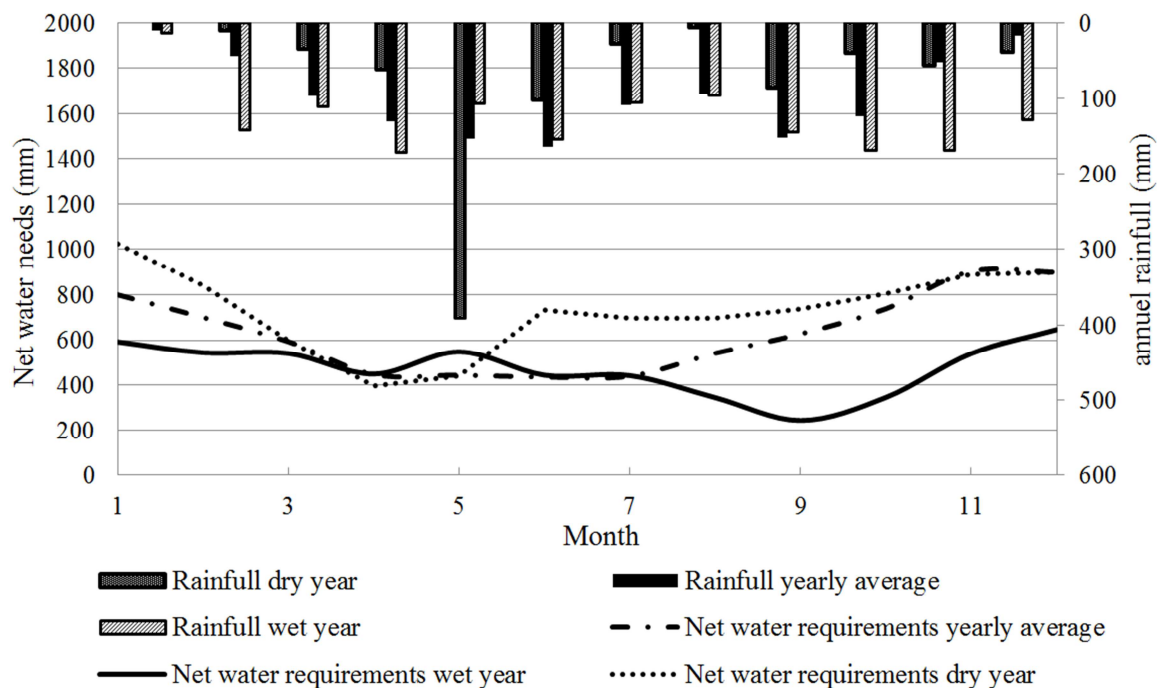 2000
1800
1600
1400
1200
1000
800
600
400
200
0
Net water needs (mm)
0
100
200
300
400
500
600
annuel rainfull (mm)
1 3 5 7 9 11
Month
Rainfull dry year
Rainfull yearly average
Rainfull wet year
Net water requirements yearly average
Net water requirements wet year
Net water requirements dry year